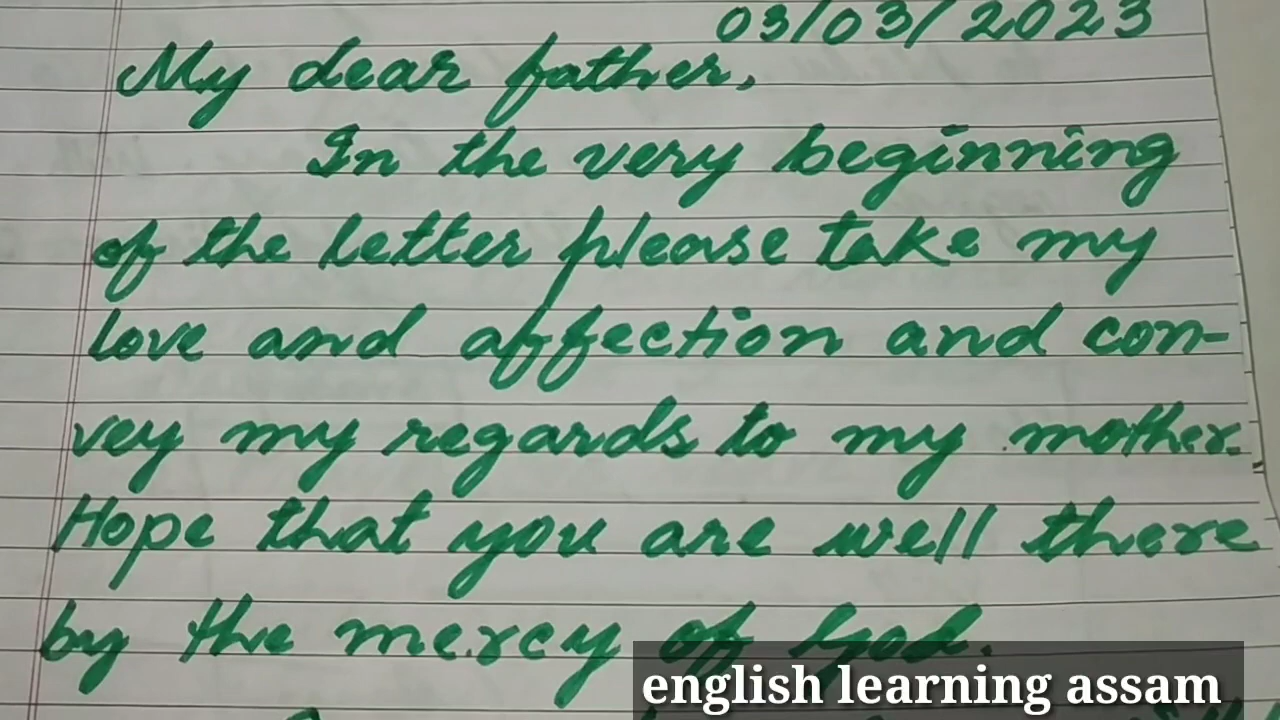 03/03/2023
My dear father,
In the very beginning
of the letter please take my
love and affection and con-
vey my regards to my mother.
Hope that you are well there
by the mercy of God.
english learning assam